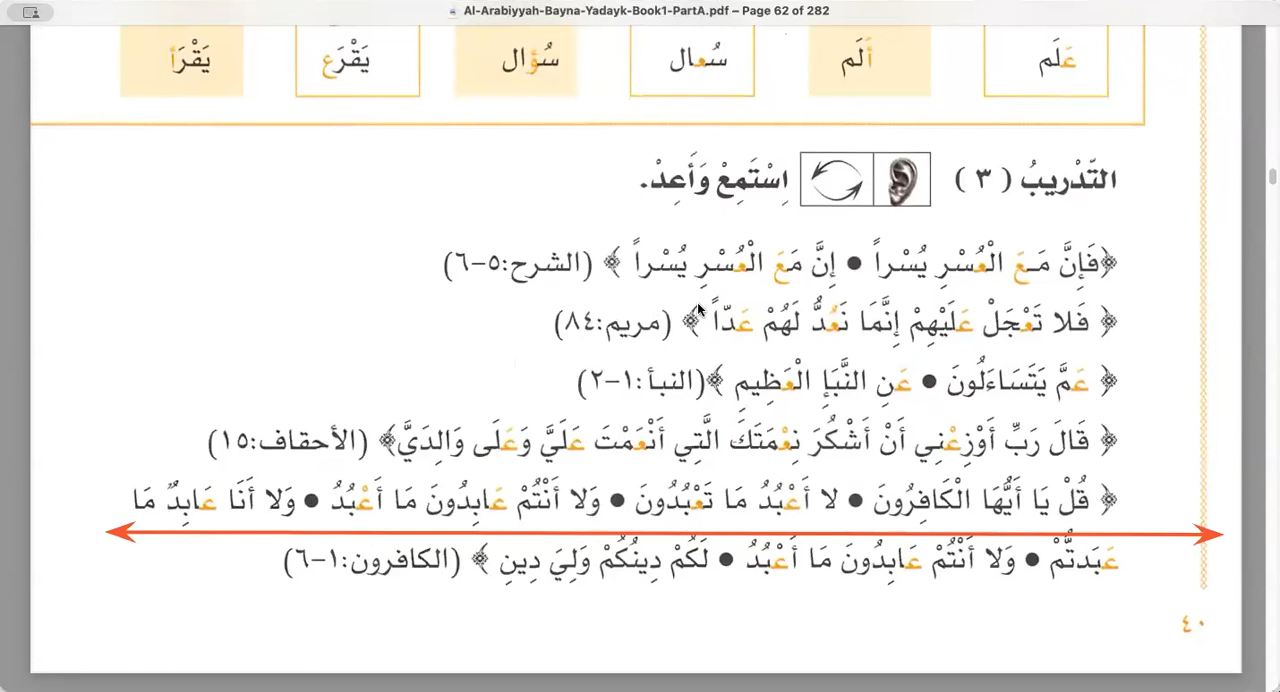 Al-Arabiyyah-Bayna-Yadayk-Book1-PartA.pdf – Page 62 of 282
عَلَم أَلَم سُعال سُؤال يَقْرَع يَقْرَأ
التّدْرِيبُ ( ٣ ) اِسْتَمِعْ وَأَعِدْ.
﴿فَإِنَّ مَعَ الْعُسْرِ يُسْراً ● إِنَّ مَعَ الْعُسْرِ يُسْراً ﴾ (الشرح:٥-٦)
﴿ فَلا تَعْجَلْ عَلَيْهِمْ إِنَّمَا نَعُدُّ لَهُمْ عَدّاً ﴾ (مريم:٨٤)
﴿ عَمَّ يَتَسَاءَلُونَ ● عَنِ النَّبَإِ الْعَظِيمِ ﴾(النبأ:١-٢)
﴿ قَالَ رَبِّ أَوْزِعْنِي أَنْ أَشْكُرَ نِعْمَتَكَ الَّتِي أَنْعَمْتَ عَلَيَّ وَعَلَى وَالِدَيَّ﴾ (الأحقاف:١٥)
﴿ قُلْ يَا أَيُّهَا الْكَافِرُونَ ● لا أَعْبُدُ مَا تَعْبُدُونَ ● وَلا أَنْتُمْ عَابِدُونَ مَا أَعْبُدُ ● وَلا أَنَا عَابِدٌ مَا
عَبَدتُّمْ ● وَلا أَنْتُمْ عَابِدُونَ مَا أَعْبُدُ ● لَكُمْ دِينُكُمْ وَلِيَ دِينِ ﴾ (الكافرون:١-٦)
٤٠